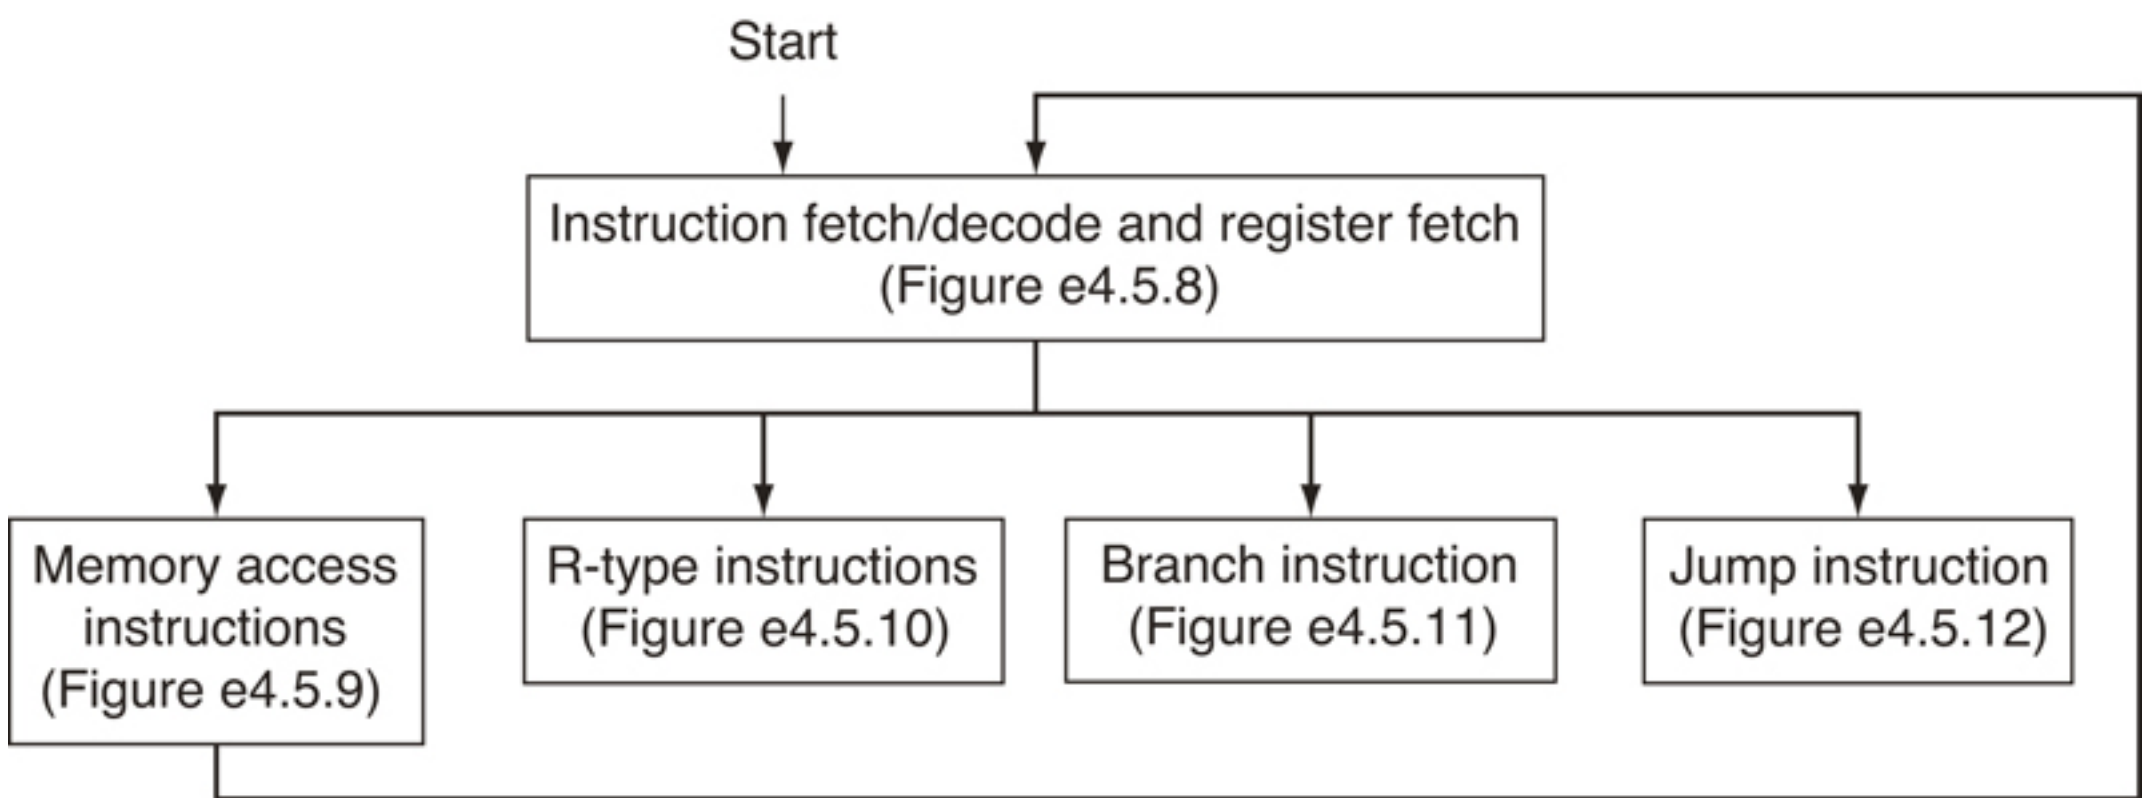 Start
Instruction fetch/decode and register fetch
(Figure e4.5.8)
Memory access
instructions
(Figure e4.5.9)
R-type instructions
(Figure e4.5.10)
Branch instruction
(Figure e4.5.11)
Jump instruction
(Figure e4.5.12)